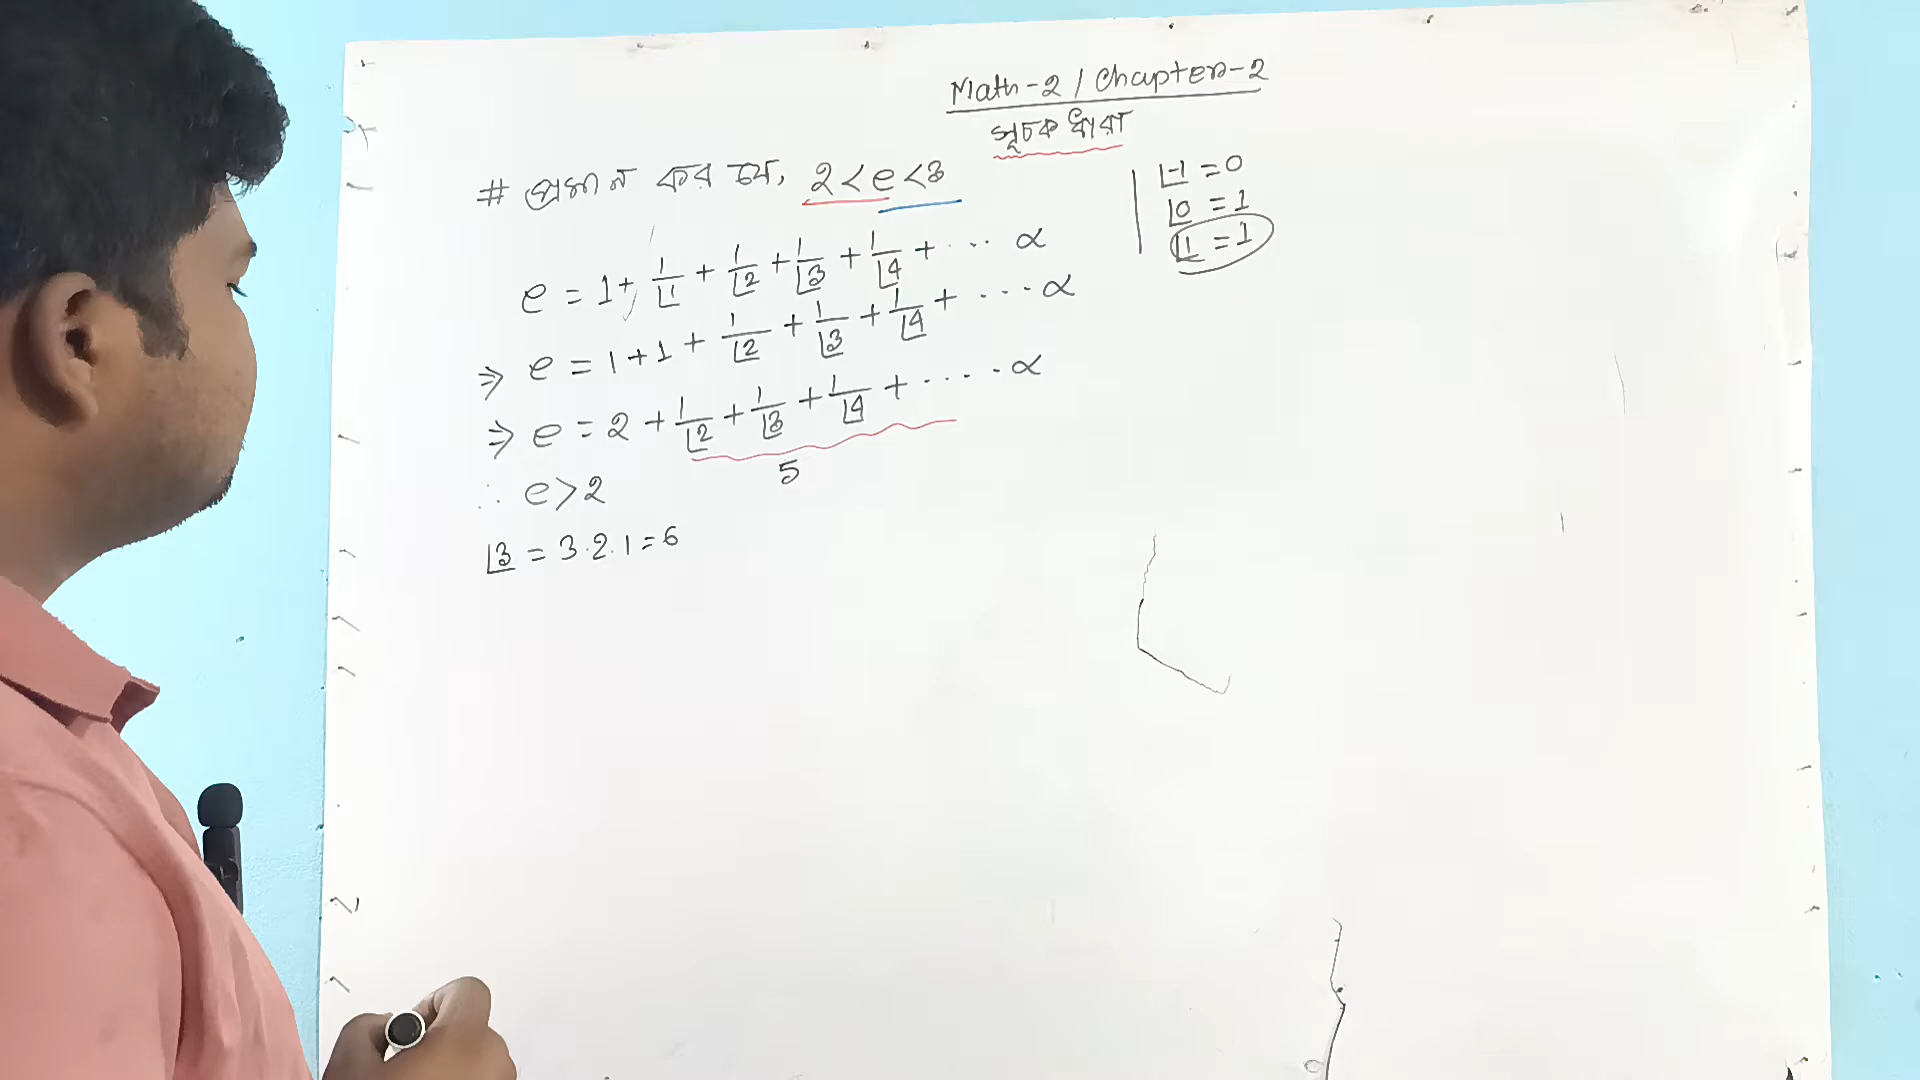 Math-2 / Chapter-2
সূচক ধারা
# প্রমান কর যে, 2<e<3
e = 1 + 1/⌊1 + 1/⌊2 + 1/⌊3 + 1/⌊4 + ... ∝
⇒ e = 1 + 1 + 1/⌊2 + 1/⌊3 + 1/⌊4 + ... ∝
⇒ e = 2 + 1/⌊2 + 1/⌊3 + 1/⌊4 + .... ∝
5
∴ e>2
⌊3 = 3.2.1 = 6
⌊-1 = 0
⌊0 = 1
⌊1 = 1